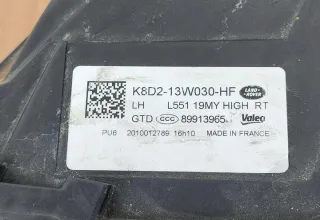 K8D2-13W030-HF LAND ROVER
LH L551 19MY HIGH RT
GTD CCC 89913965 Valeo
PU6 2010012789 16h10 MADE IN FRANCE